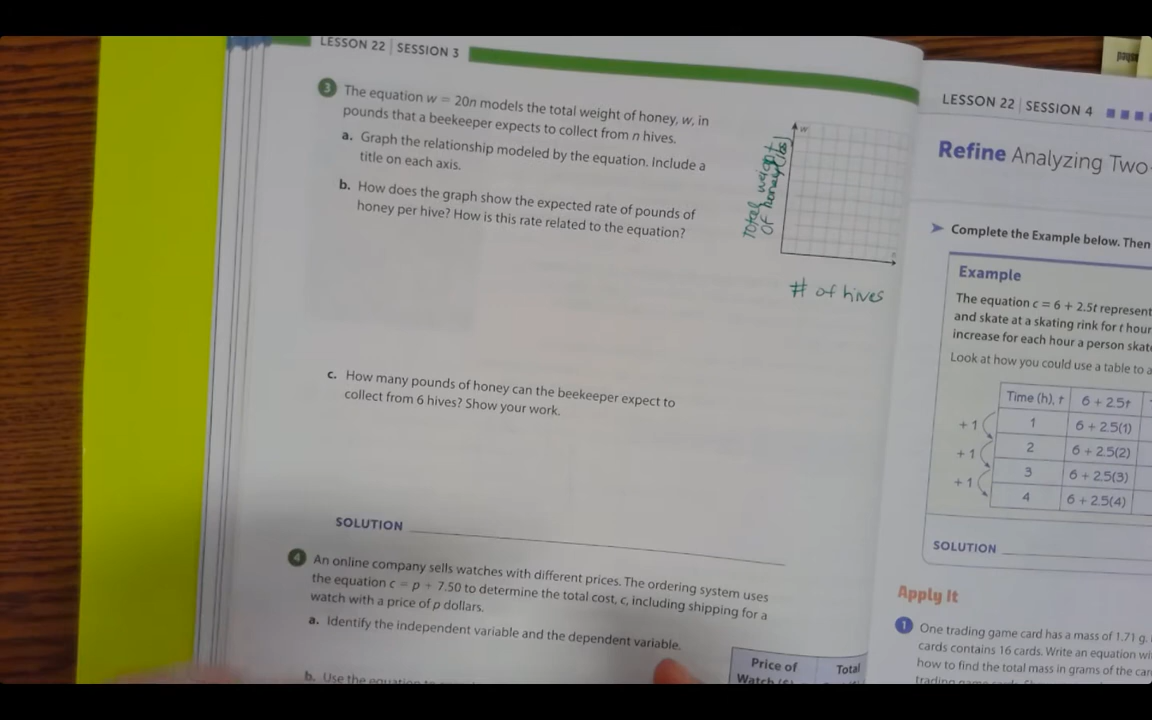 LESSON 22 | SESSION 3
3 The equation w = 20n models the total weight of honey, w, in
pounds that a beekeeper expects to collect from n hives.
a. Graph the relationship modeled by the equation. Include a
title on each axis.
b. How does the graph show the expected rate of pounds of
honey per hive? How is this rate related to the equation?
w
Total weight
of honey (lbs)
# of hives
c. How many pounds of honey can the beekeeper expect to
collect from 6 hives? Show your work.
SOLUTION
4 An online company sells watches with different prices. The ordering system uses
the equation c = p + 7.50 to determine the total cost, c, including shipping for a
watch with a price of p dollars.
a. Identify the independent variable and the dependent variable.
b. Use the equation
Price of
Watch ($)
Total
LESSON 22 | SESSION 4
Refine Analyzing Two
Complete the Example below. Then
Example
The equation c = 6 + 2.5t represent
and skate at a skating rink for t hour
increase for each hour a person skat
Look at how you could use a table to
Time (h), t 6 + 2.5t
1 6 + 2.5(1)
2 6 + 2.5(2)
3 6 + 2.5(3)
4 6 + 2.5(4)
+ 1
+ 1
+ 1
SOLUTION
Apply It
1 One trading game card has a mass of 1.71 g.
cards contains 16 cards. Write an equation
how to find the total mass in grams of the
trading game